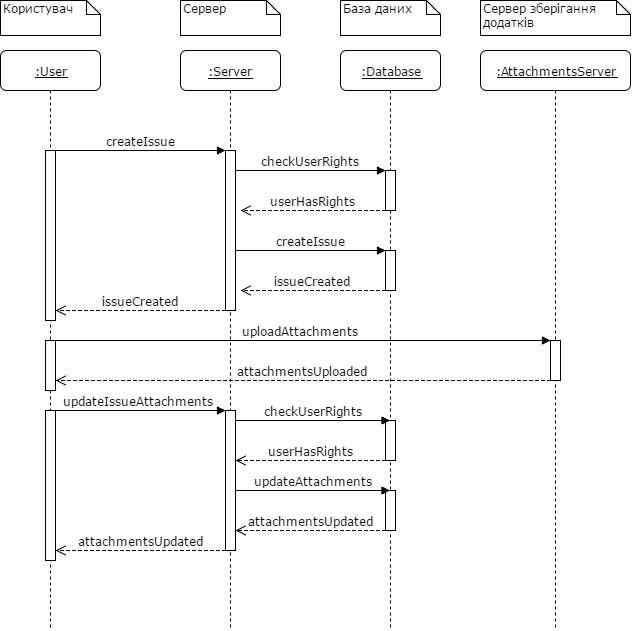 Користувач
Сервер
База даних
Сервер зберігання
додатків
:User
:Server
:Database
:AttachmentsServer
createIssue
checkUserRights
userHasRights
createIssue
issueCreated
issueCreated
uploadAttachments
attachmentsUploaded
updateIssueAttachments
checkUserRights
userHasRights
updateAttachments
attachmentsUpdated
attachmentsUpdated